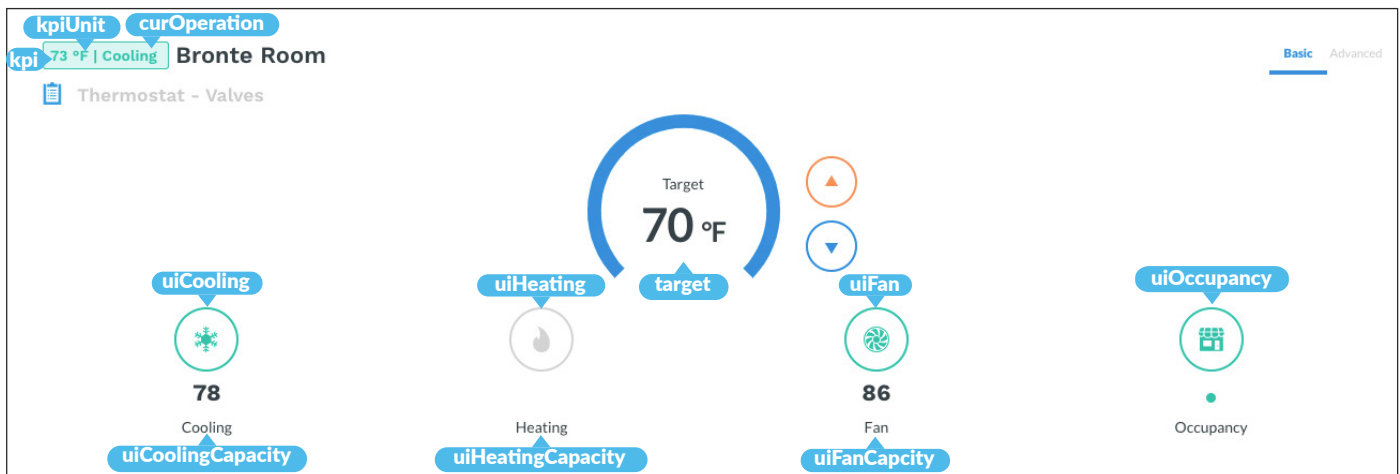 kpiUnit curOperation
kpi 73 °F | Cooling Bronte Room
Basic Advanced
Thermostat - Valves
Target
70 °F
target
uiCooling uiHeating uiFan uiOccupancy
78 86
Cooling Heating Fan Occupancy
uiCoolingCapacity uiHeatingCapacity uiFanCapcity